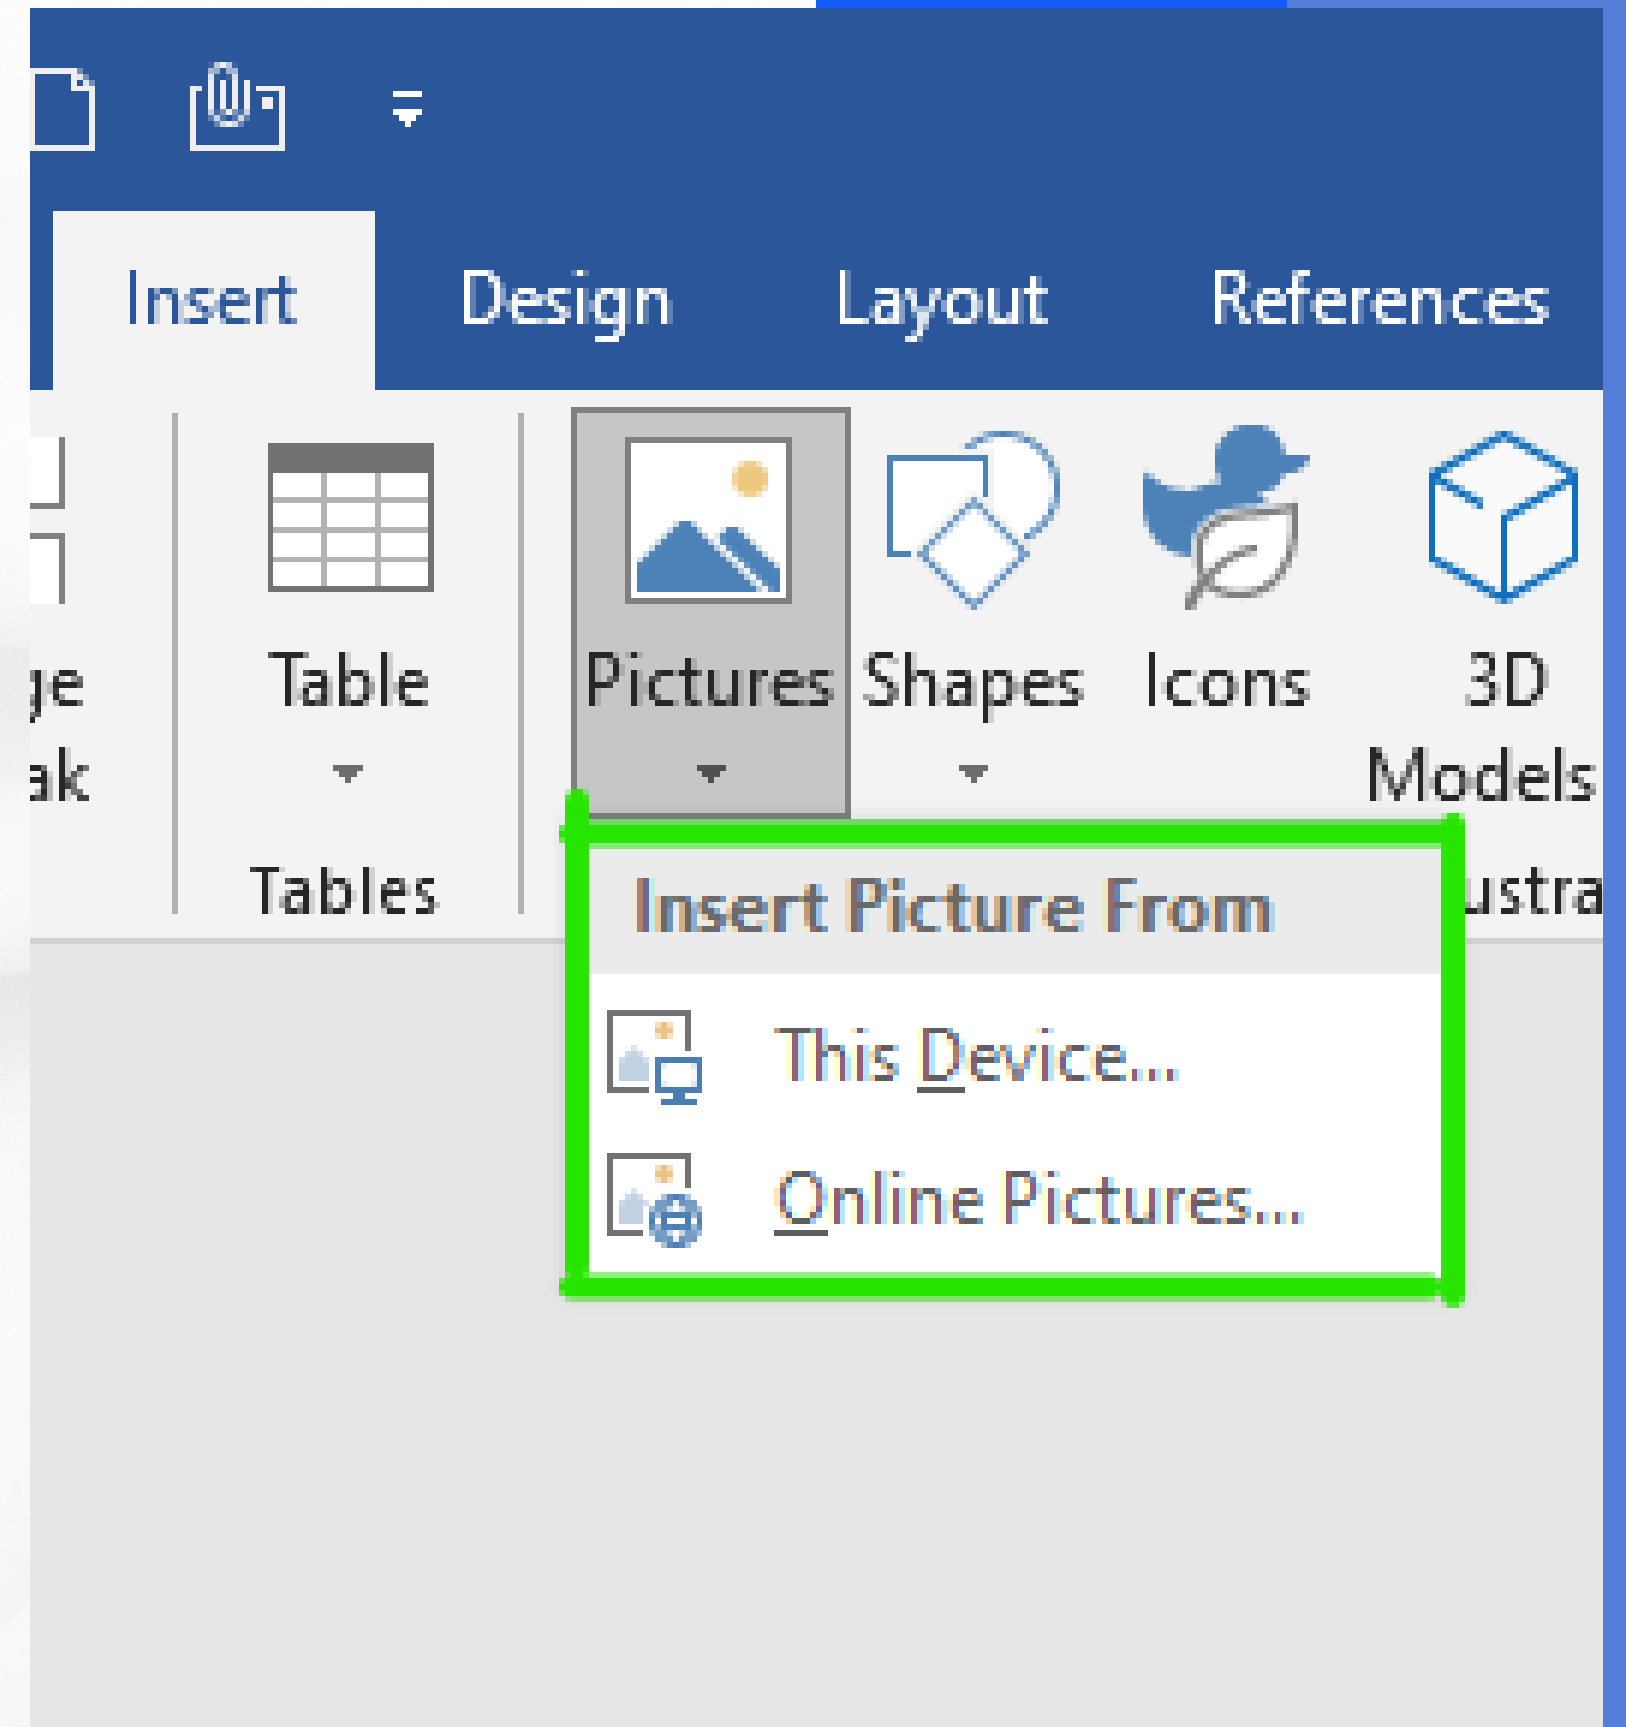 Insert Design Layout References
Table Pictures Shapes Icons 3D
Models
Tables
Insert Picture From
This Device...
Online Pictures...